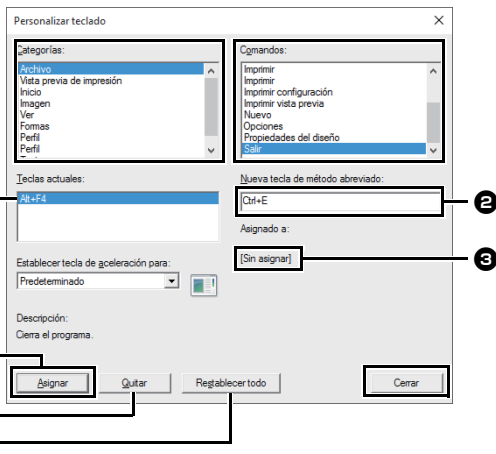 Personalizar teclado
Categorías:
Archivo
Vista previa de impresión
Inicio
Imagen
Ver
Formas
Perfil
Perfil
Comandos:
Imprimir
Imprimir
Imprimir configuración
Imprimir vista previa
Nuevo
Opciones
Propiedades del diseño
Salir
Teclas actuales:
Alt+F4
Nueva tecla de método abreviado:
Ctrl+E
2
Asignado a:
[Sin asignar]
3
Establecer tecla de aceleración para:
Predeterminado
Descripción:
Cierra el programa.
Asignar
Quitar
Restablecer todo
Cerrar